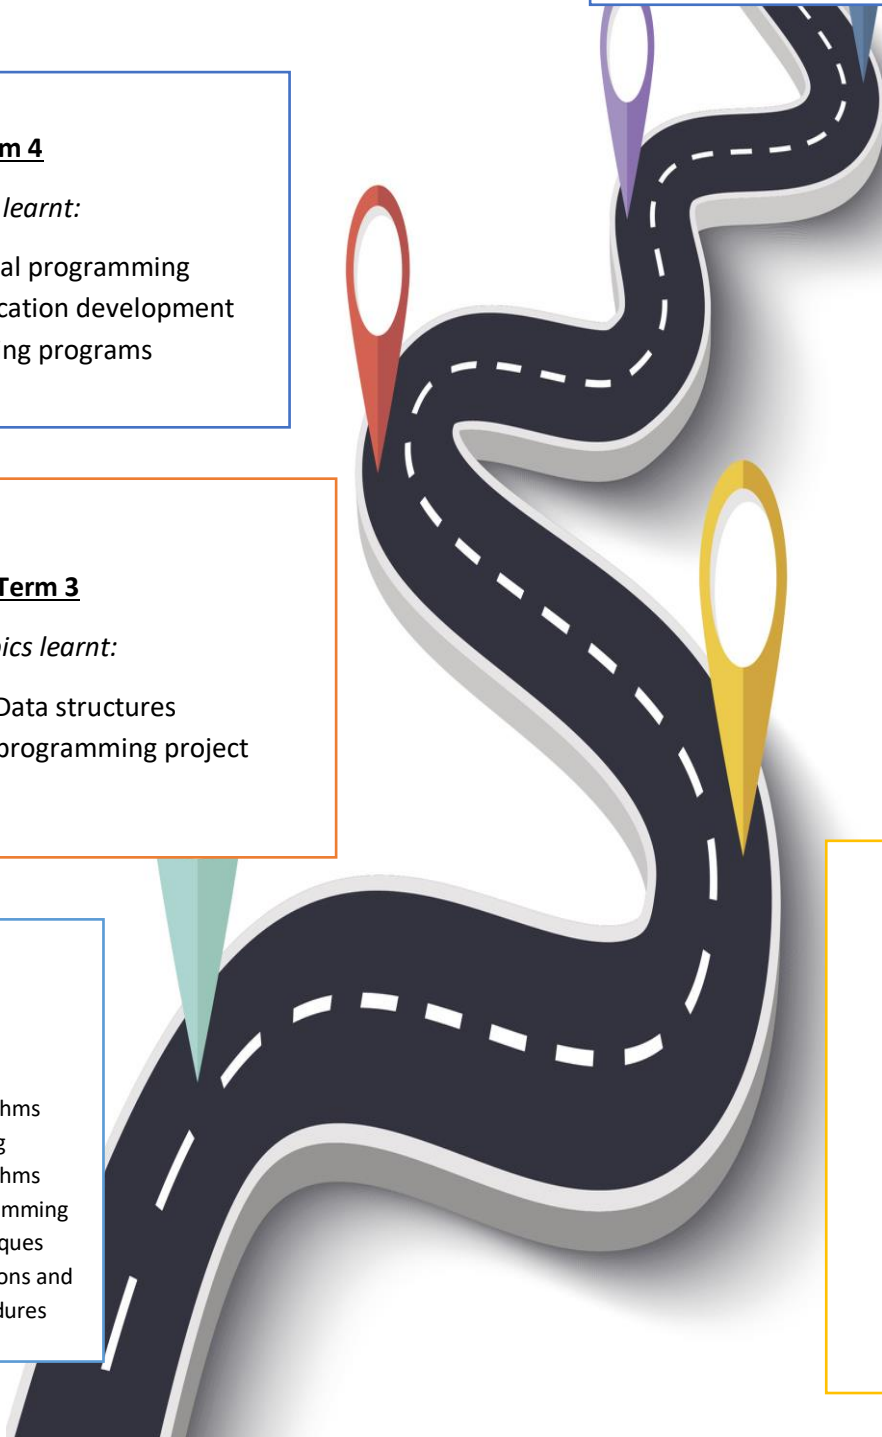 m 4
learnt:
al programming
cation development
ng programs
Term 3
ics learnt:
Data structures
programming project
hms
g
hms
mming
ques
ons and
dures